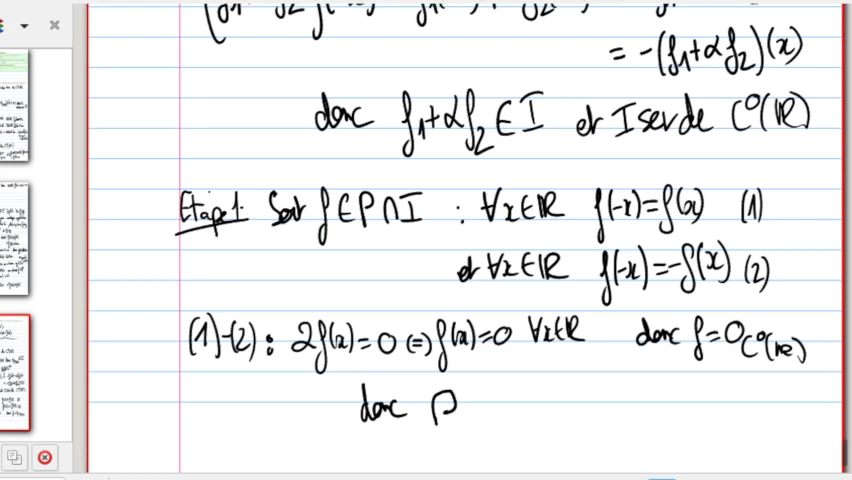 = -(f₁+αf₂)(x)
donc f₁+αf₂ ∈ I et I sev de C⁰(ℝ)
Etape 1: Soit f ∈ P ∩ I : ∀x∈ℝ f(-x)=f(x) (1)
et ∀x∈ℝ f(-x)=-f(x) (2)
(1)-(2): 2f(x)=0 (=) f(x)=0 ∀x∈ℝ donc f=0_C⁰(ℝ)
donc P